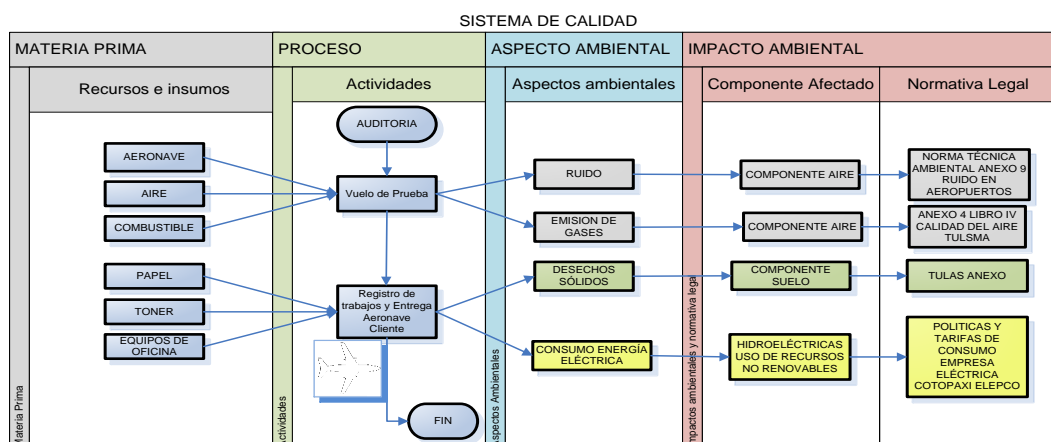 SISTEMA DE CALIDAD
MATERIA PRIMA
PROCESO
ASPECTO AMBIENTAL
IMPACTO AMBIENTAL
Recursos e insumos
Actividades
Aspectos ambientales
Componente Afectado
Normativa Legal
AUDITORIA
AERONAVE
AIRE
COMBUSTIBLE
Vuelo de Prueba
RUIDO
COMPONENTE AIRE
NORMA TÉCNICA
AMBIENTAL ANEXO 9
RUIDO EN
AEROPUERTOS
EMISION DE
GASES
COMPONENTE AIRE
ANEXO 4 LIBRO IV
CALIDAD DEL AIRE
TULSMA
PAPEL
TONER
EQUIPOS DE
OFICINA
Registro de
trabajos y Entrega
Aeronave
Cliente
DESECHOS
SÓLIDOS
COMPONENTE
SUELO
TULAS ANEXO
CONSUMO ENERGÍA
ELÉCTRICA
HIDROELÉCTRICAS
USO DE RECURSOS
NO RENOVABLES
POLITICAS Y
TARIFAS DE
CONSUMO
EMPRESA
ELÉCTRICA
COTOPAXI ELEPCO
FIN
Materia Prima
Actividades
Aspectos Ambientales
mpactos ambientales y normativa legal